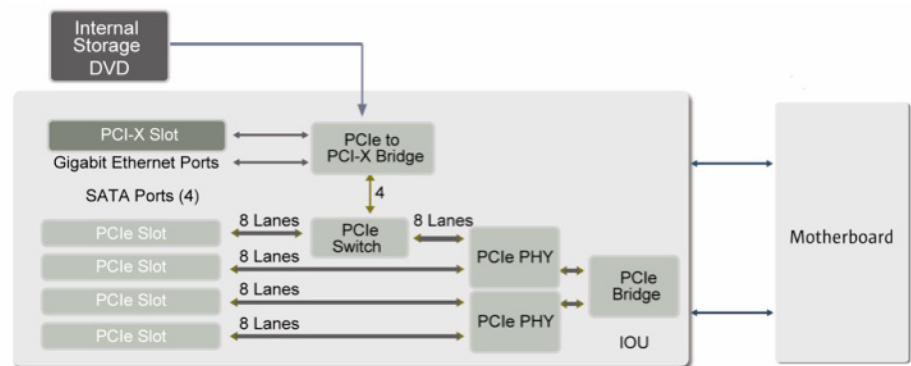 Internal
Storage
DVD
PCI-X Slot
PCIe to
PCI-X Bridge
Gigabit Ethernet Ports
4
SATA Ports (4)
8 Lanes
8 Lanes
PCIe Slot
PCIe
Switch
8 Lanes
PCIe Slot
PCIe PHY
Motherboard
8 Lanes
PCIe Slot
PCIe
Bridge
8 Lanes
PCIe Slot
PCIe PHY
IOU